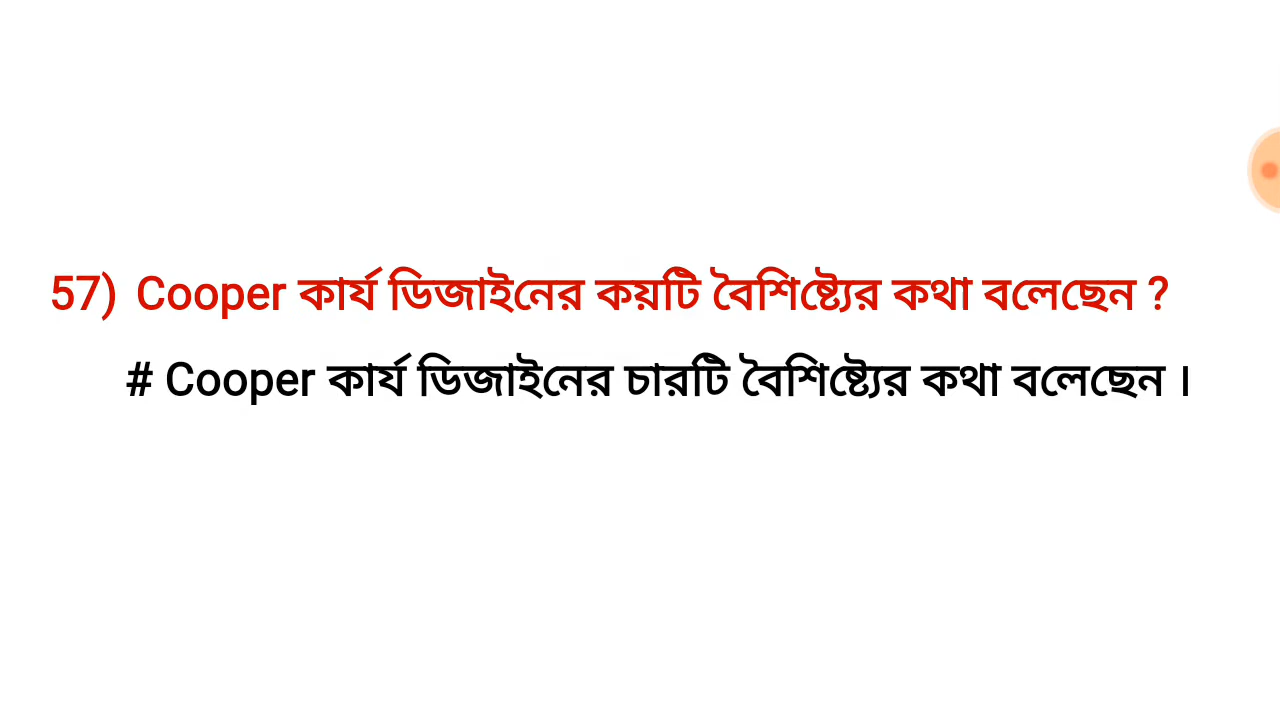 57) Cooper কার্য ডিজাইনের কয়টি বৈশিষ্ট্যের কথা বলেছেন ?
# Cooper কার্য ডিজাইনের চারটি বৈশিষ্ট্যের কথা বলেছেন ।